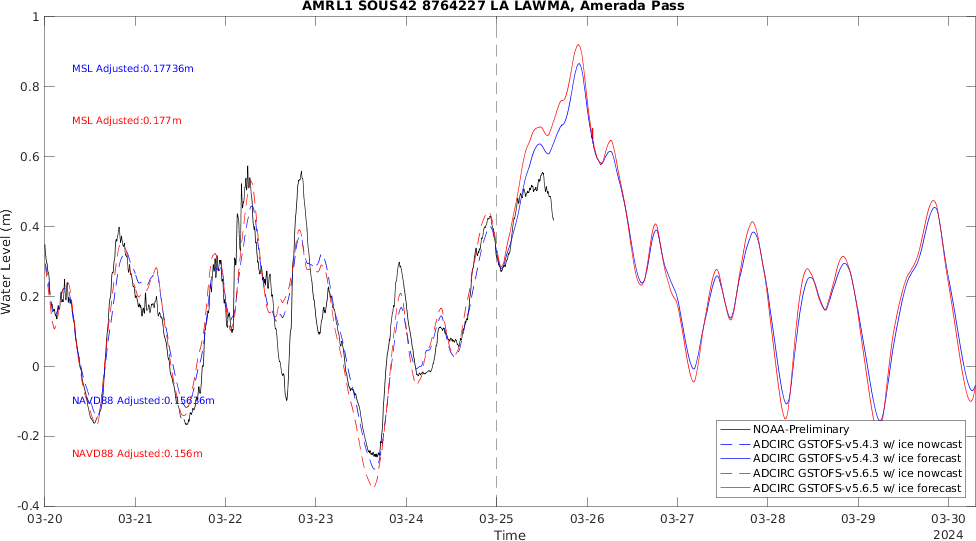 AMRL1 SOUS42 8764227 LA LAWMA, Amerada Pass
1
0.8
0.6
0.4
0.2
0
-0.2
-0.4
Water Level (m)
MSL Adjusted:0.17736m
MSL Adjusted:0.177m
NAVD88 Adjusted:0.15636m
NAVD88 Adjusted:0.156m
NOAA-Preliminary
ADCIRC GSTOFS-v5.4.3 w/ ice nowcast
ADCIRC GSTOFS-v5.4.3 w/ ice forecast
ADCIRC GSTOFS-v5.6.5 w/ ice nowcast
ADCIRC GSTOFS-v5.6.5 w/ ice forecast
03-20 03-21 03-22 03-23 03-24 03-25 03-26 03-27 03-28 03-29 03-30
Time
2024